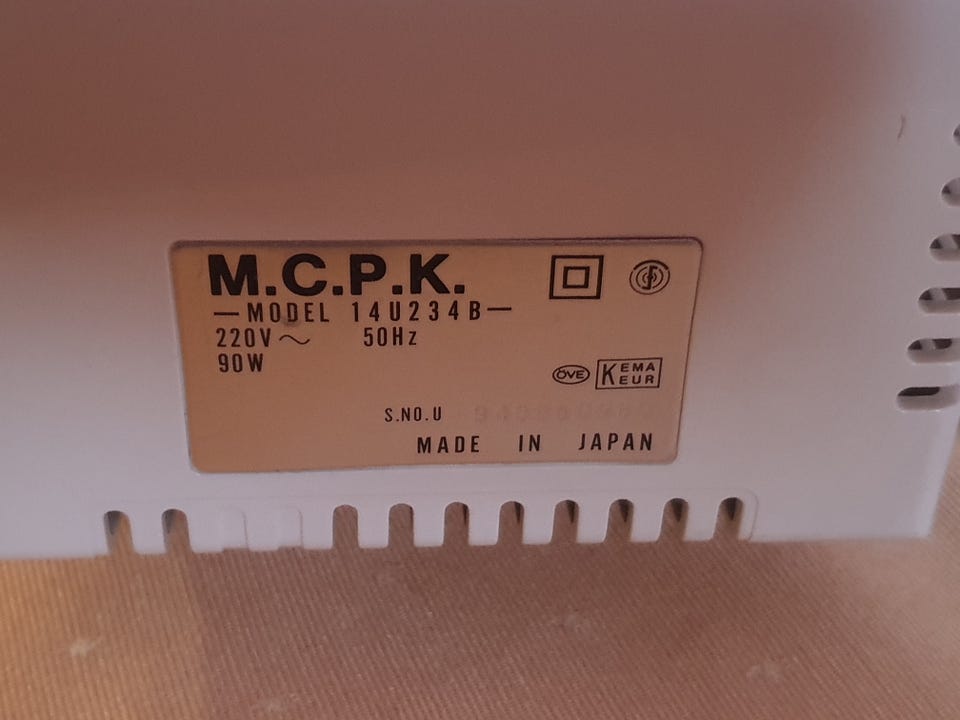 M.C.P.K.
—MODEL 14U234B—
220V～ 50Hz
90W
ÖVE KEMA KEUR
S.NO.U
MADE IN JAPAN